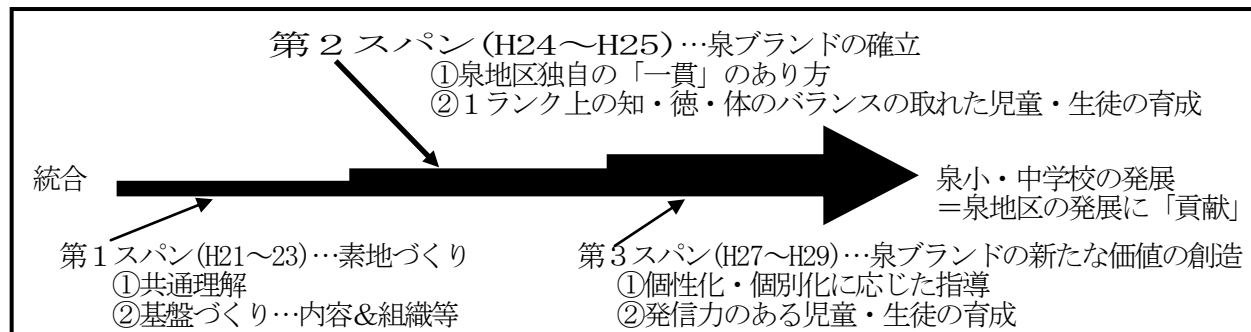 第２スパン(H24～H25)…泉ブランドの確立
①泉地区独自の「一貫」のあり方
②１ランク上の知・徳・体のバランスの取れた児童・生徒の育成
統合
泉小・中学校の発展
＝泉地区の発展に「貢献」
第１スパン(H21～23)…素地づくり
①共通理解
②基盤づくり…内容&組織等
第３スパン(H27～H29)…泉ブランドの新たな価値の創造
①個性化・個別化に応じた指導
②発信力のある児童・生徒の育成